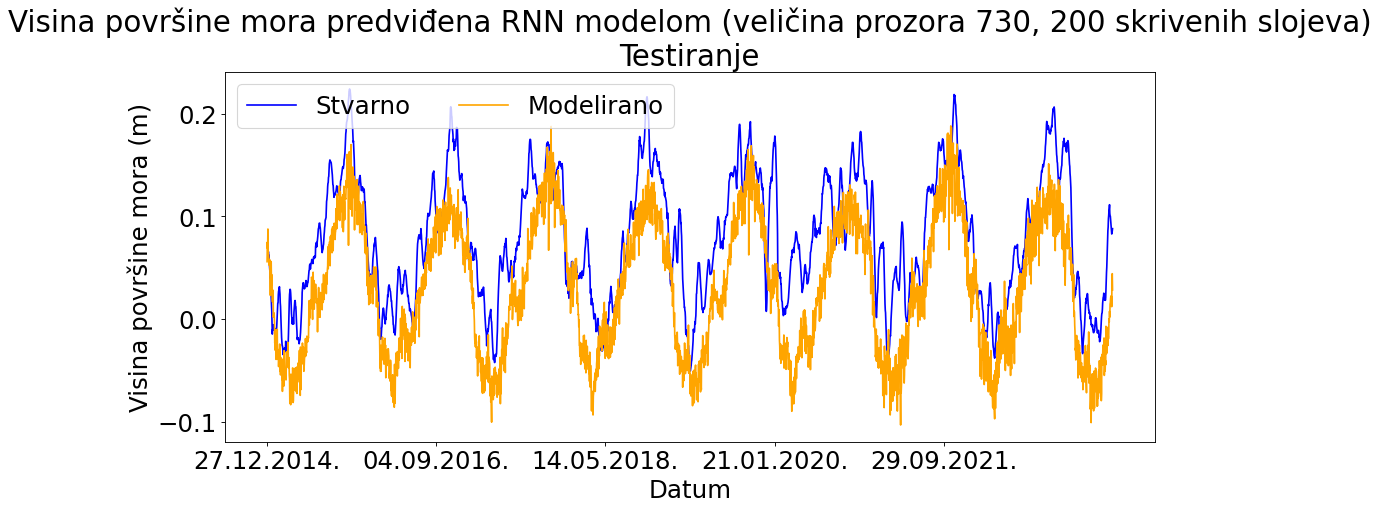 Visina površine mora predviđena RNN modelom (veličina prozora 730, 200 skrivenih slojeva)
Testiranje
Stvarno
Modelirano
Visina površine mora (m)
0.2
0.1
0.0
−0.1
27.12.2014. 04.09.2016. 14.05.2018. 21.01.2020. 29.09.2021.
Datum